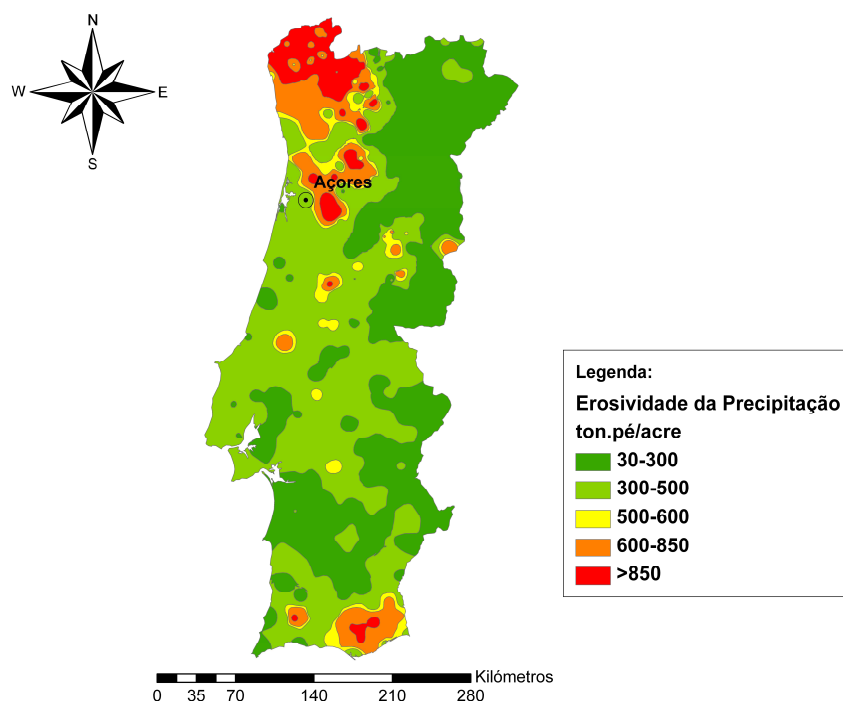 N
W
E
S
Açores
Legenda:
Erosividade da Precipitação
ton.pé/acre
30-300
300-500
500-600
600-850
>850
Kilómetros
0 35 70 140 210 280